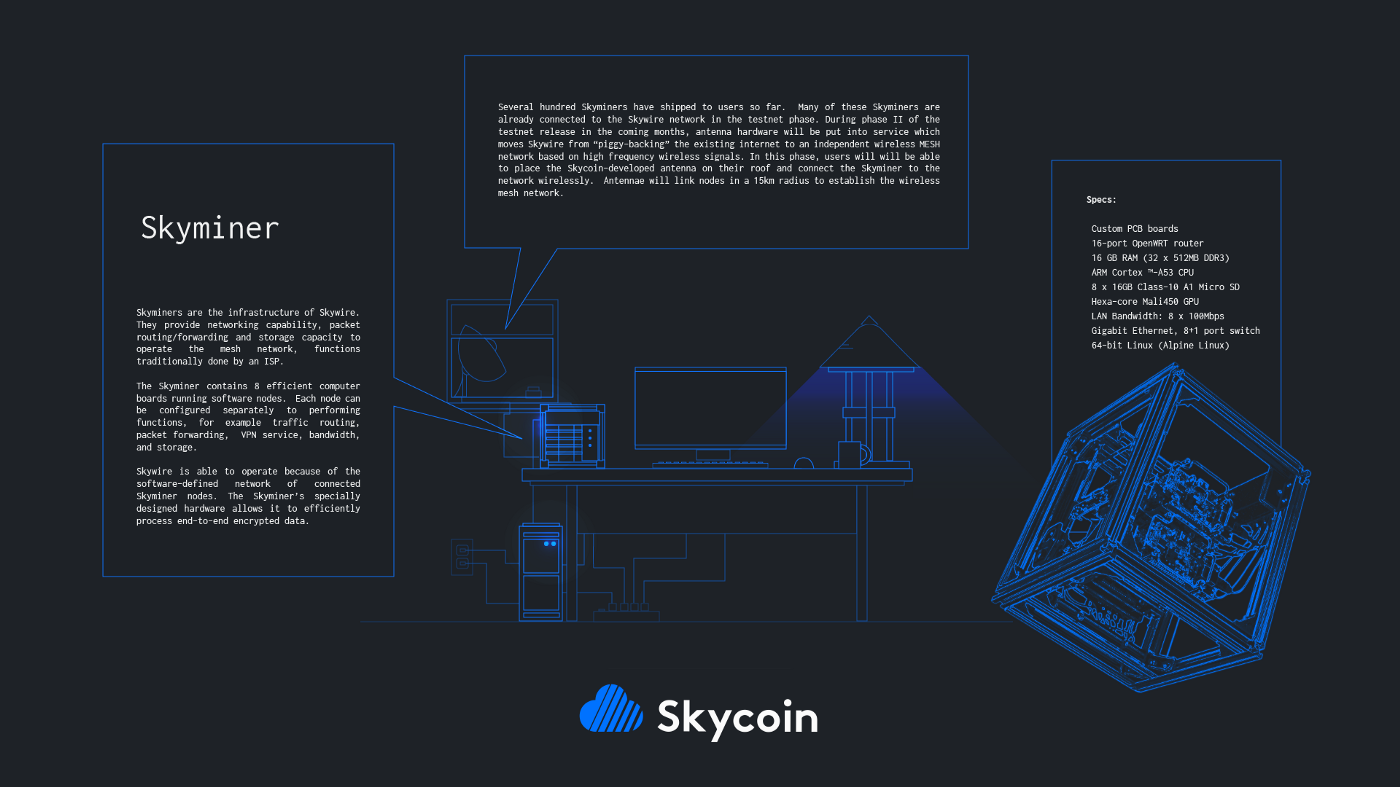 Skyminer
Skyminers are the infrastructure of Skywire.
They provide networking capability, packet
routing/forwarding and storage capacity to
operate the mesh network, functions
traditionally done by an ISP.
The Skyminer contains 8 efficient computer
boards running software nodes. Each node can
be configured separately to performing
functions, for example traffic routing,
packet forwarding, VPN service, bandwidth,
and storage.
Skywire is able to operate because of the
software-defined network of connected
Skyminer nodes. The Skyminer's specially
designed hardware allows it to efficiently
process end-to-end encrypted data.
Several hundred Skyminers have shipped to users so far. Many of these Skyminers are
already connected to the Skywire network in the testnet phase. During phase II of the
testnet release in the coming months, antenna hardware will be put into service which
moves Skywire from “piggy-backing” the existing internet to an independent wireless MESH
network based on high frequency wireless signals. In this phase, users will will be able
to place the Skycoin-developed antenna on their roof and connect the Skyminer to the
network wirelessly. Antennae will link nodes in a 15km radius to establish the wireless
mesh network.
Specs:
Custom PCB boards
16-port OpenWRT router
16 GB RAM (32 x 512MB DDR3)
ARM Cortex ™-A53 CPU
8 x 16GB Class-10 A1 Micro SD
Hexa-core Mali450 GPU
LAN Bandwidth: 8 x 100Mbps
Gigabit Ethernet, 8+1 port switch
64-bit Linux (Alpine Linux)
Skycoin